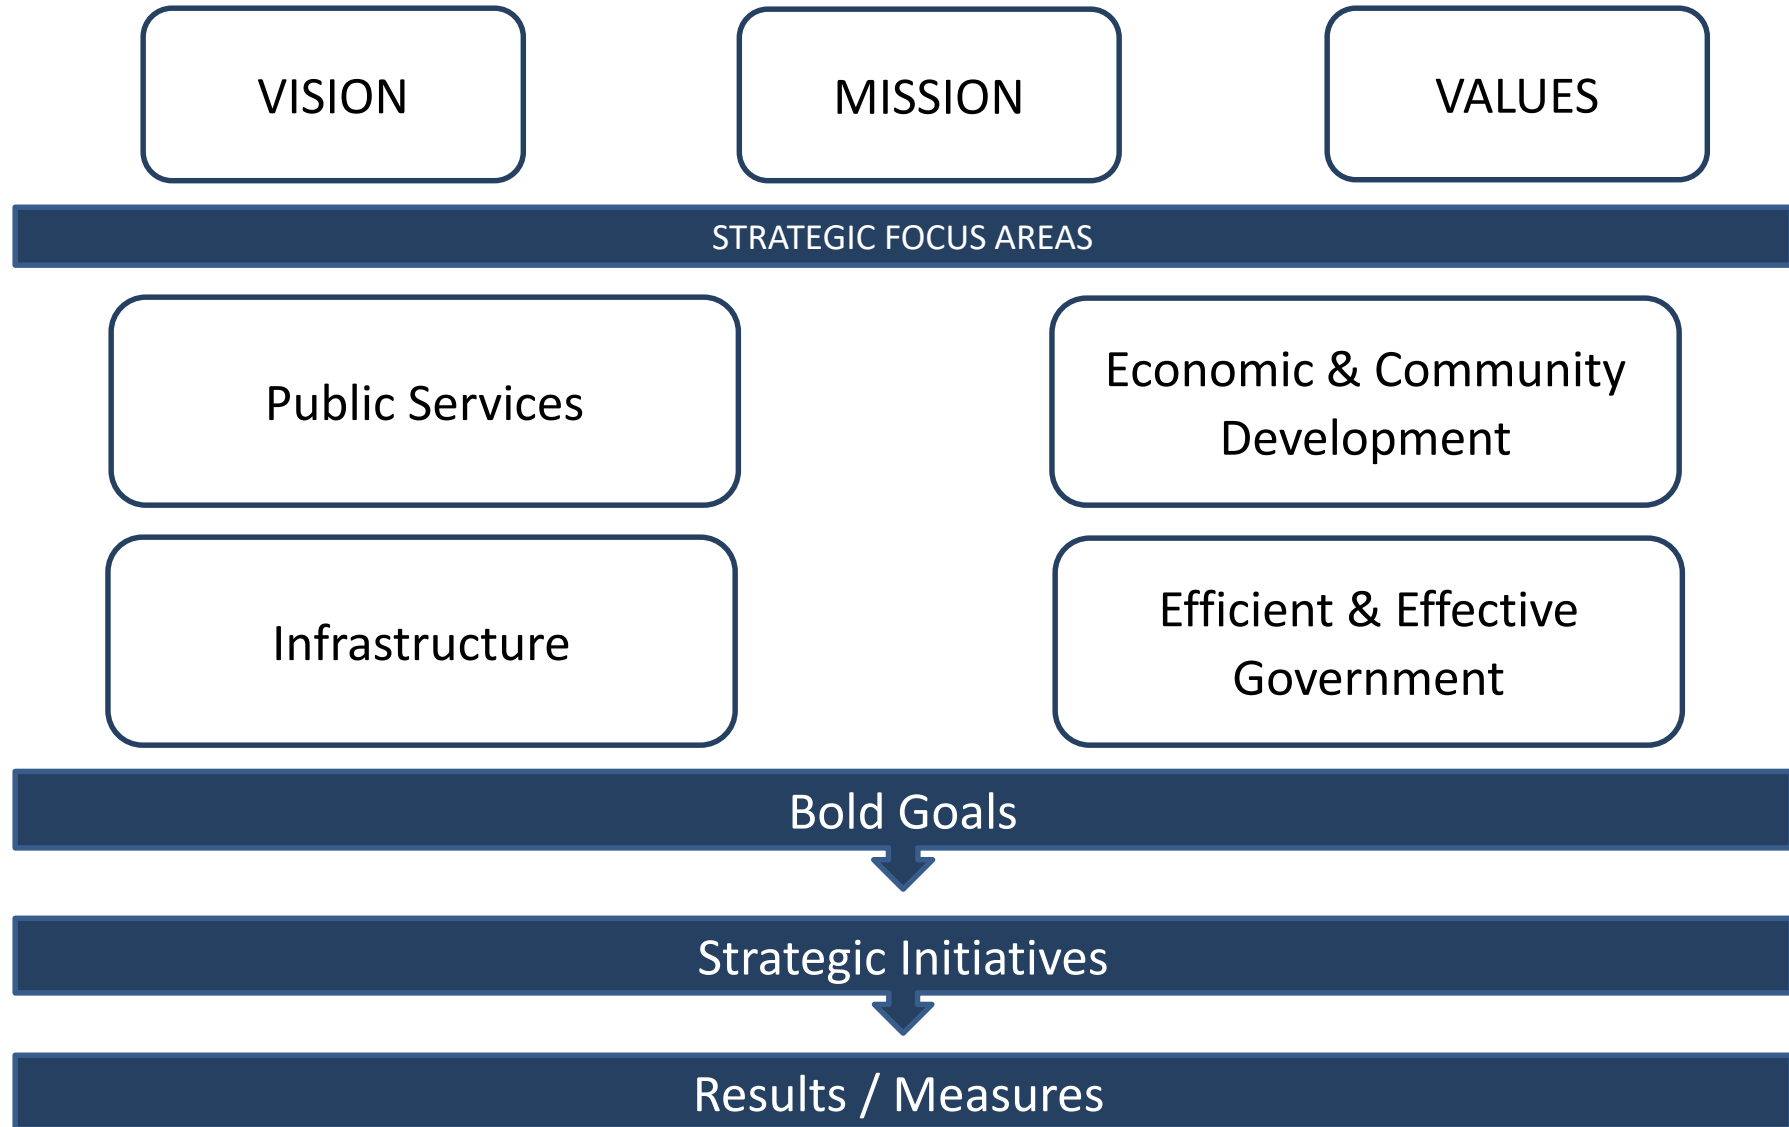 VISION
MISSION
VALUES
STRATEGIC FOCUS AREAS
Public Services
Economic & Community
Development
Infrastructure
Efficient & Effective
Government
Bold Goals
Strategic Initiatives
Results / Measures